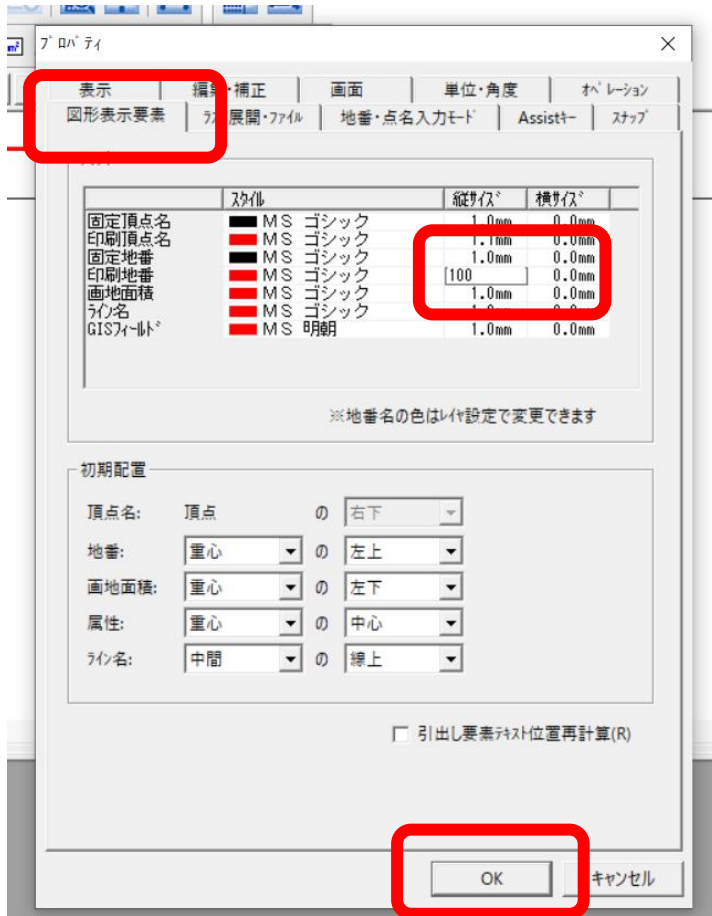 ㎡
プロパティ
表示 編集・補正 画面 単位・角度 オペレーション
図形表示要素 展開・ファイル 地番・点名入力モード Assistキー スナップ
スタイル 縦サイズ 横サイズ
固定頂点名 MS ゴシック 1.0mm 0.0mm
印刷頂点名 MS ゴシック 1.1mm 0.0mm
固定地番 MS ゴシック 1.0mm 0.0mm
印刷地番 MS ゴシック [100 ] 0.0mm
画地面積 MS ゴシック 1.0mm 0.0mm
ライン名 MS ゴシック 1.0mm 0.0mm
GISフィールド MS 明朝 1.0mm 0.0mm
※地番名の色はレイヤ設定で変更できます
初期配置
頂点名: 頂点 の 右下
地番: 重心 の 左上
画地面積: 重心 の 左下
属性: 重心 の 中心
ライン名: 中間 の 線上
引出し要素テキスト位置再計算(R)
OK キャンセル